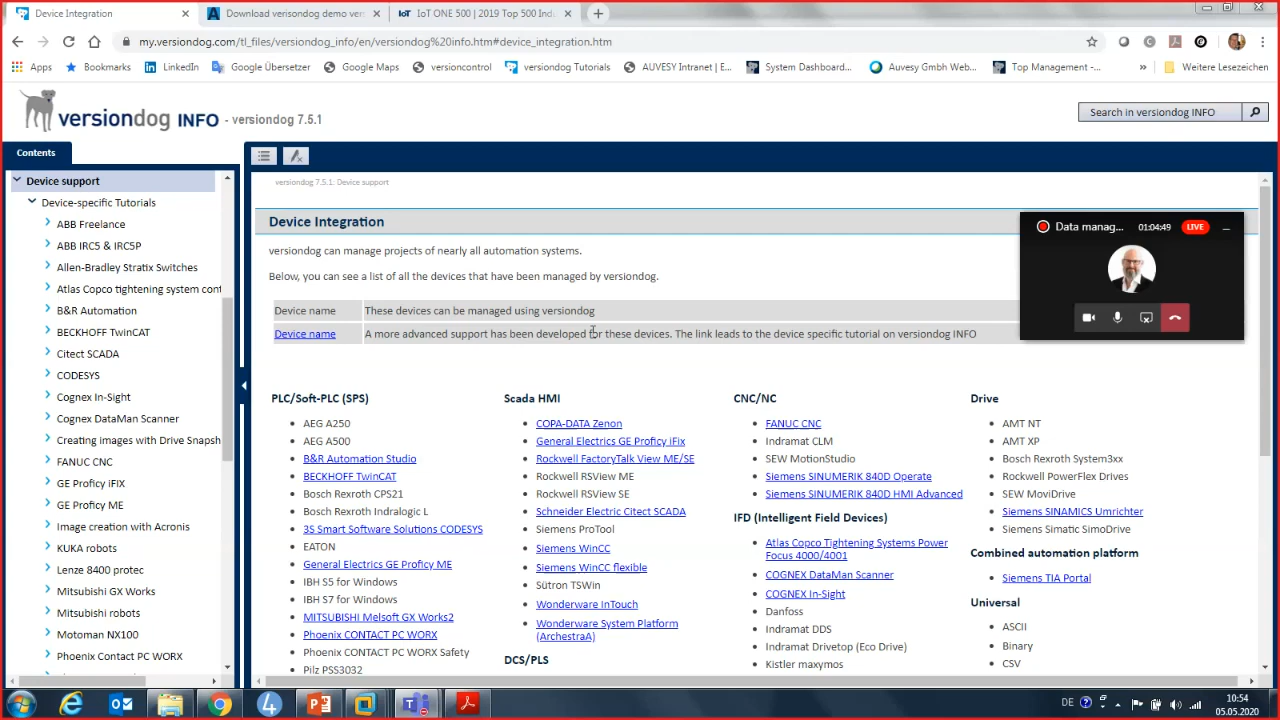 Device Integration
Download versiondog demo ver
IoT ONE 500 | 2019 Top 500 Indu
my.versiondog.com/tl_files/versiondog_info/en/versiondog%20info.htm#device_integration.htm
Apps
Bookmarks
LinkedIn
Google Übersetzer
Google Maps
versioncontrol
versiondog Tutorials
AUVESY Intranet | E...
System Dashboard...
Auvesy Gmbh Web...
Top Management -...
»
Weitere Lesezeichen
versiondog INFO - versiondog 7.5.1
Search in versiondog INFO
Contents
Device support
Device-specific Tutorials
ABB Freelance
ABB IRC5 & IRC5P
Allen-Bradley Stratix Switches
Atlas Copco tightening system cont
B&R Automation
BECKHOFF TwinCAT
Citect SCADA
CODESYS
Cognex In-Sight
Cognex DataMan Scanner
Creating images with Drive Snapsh
FANUC CNC
GE Proficy iFIX
GE Proficy ME
Image creation with Acronis
KUKA robots
Lenze 8400 protec
Mitsubishi GX Works
Mitsubishi robots
Motoman NX100
Phoenix Contact PC WORX
versiondog 7.5.1: Device support
Device Integration
versiondog can manage projects of nearly all automation systems.
Below, you can see a list of all the devices that have been managed by versiondog.
Device name These devices can be managed using versiondog
Device name A more advanced support has been developed for these devices. The link leads to the device specific tutorial on versiondog INFO
Data manag... 01:04:49 LIVE
PLC/Soft-PLC (SPS)
AEG A250
AEG A500
B&R Automation Studio
BECKHOFF TwinCAT
Bosch Rexroth CPS21
Bosch Rexroth Indralogic L
3S Smart Software Solutions CODESYS
EATON
General Electrics GE Proficy ME
IBH S5 for Windows
IBH S7 for Windows
MITSUBISHI Melsoft GX Works2
Phoenix CONTACT PC WORX
Phoenix CONTACT PC WORX Safety
Pilz PSS3032
Scada HMI
COPA-DATA Zenon
General Electrics GE Proficy iFix
Rockwell FactoryTalk View ME/SE
Rockwell RSView ME
Rockwell RSView SE
Schneider Electric Citect SCADA
Siemens ProTool
Siemens WinCC
Siemens WinCC flexible
Sütron TSWin
Wonderware InTouch
Wonderware System Platform
(ArchestraA)
DCS/PLS
CNC/NC
FANUC CNC
Indramat CLM
SEW MotionStudio
Siemens SINUMERIK 840D Operate
Siemens SINUMERIK 840D HMI Advanced
IFD (Intelligent Field Devices)
Atlas Copco Tightening Systems Power
Focus 4000/4001
COGNEX DataMan Scanner
COGNEX In-Sight
Danfoss
Indramat DDS
Indramat Drivetop (Eco Drive)
Kistler maxymos
Drive
AMT NT
AMT XP
Bosch Rexroth System3xx
Rockwell PowerFlex Drives
SEW MoviDrive
Siemens SINAMICS Umrichter
Siemens Simatic SimoDrive
Combined automation platform
Siemens TIA Portal
Universal
ASCII
Binary
CSV
DE
10:54
05.05.2020